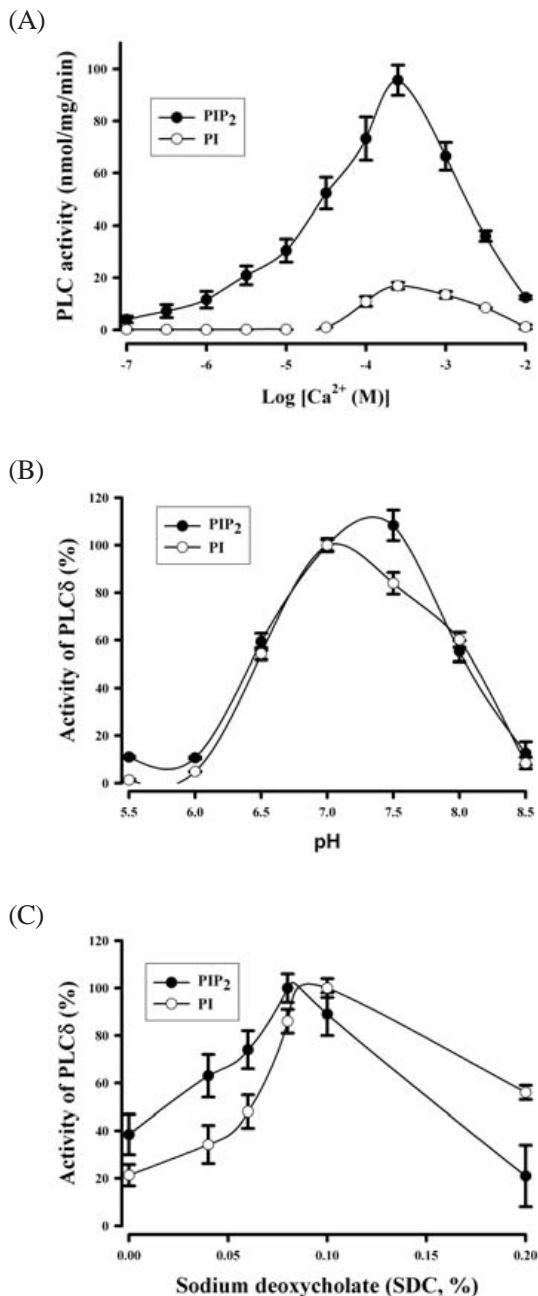 (A)
PLC activity (nmol/mg/min)
100
80
60
40
20
0
PIP2
PI
-7
-6
-5
-4
-3
-2
Log [Ca2+ (M)]
(B)
Activity of PLCδ (%)
120
100
80
60
40
20
0
PIP2
PI
5.5
6.0
6.5
7.0
7.5
8.0
8.5
pH
(C)
Activity of PLCδ (%)
120
100
80
60
40
20
0
PIP2
PI
0.00
0.05
0.10
0.15
0.20
Sodium deoxycholate (SDC, %)